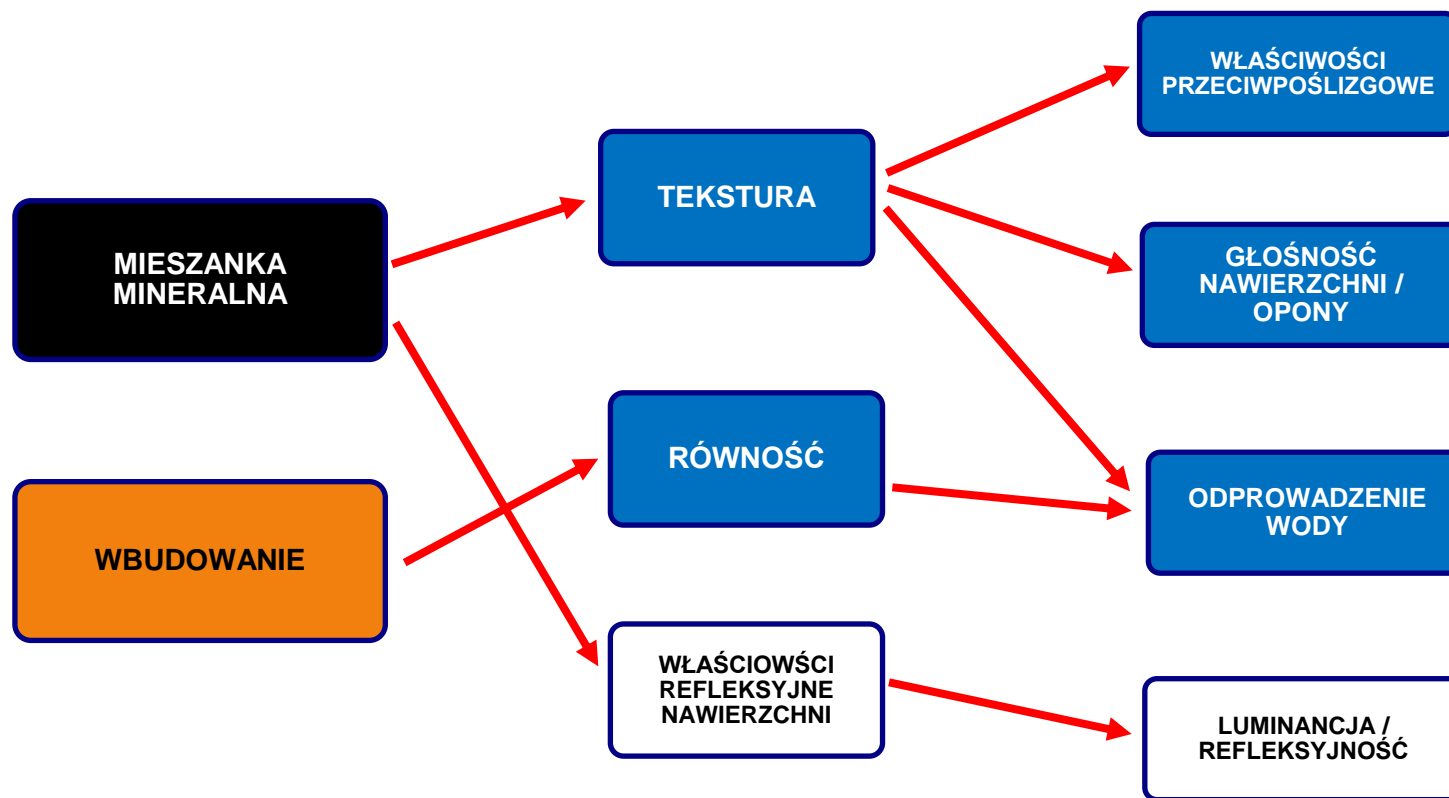 MIESZANKA
MINERALNA
WBUDOWANIE
TEKSTURA
RÓWNOŚĆ
WŁAŚCIOWŚCI
REFLEKSYJNE
NAWIERZCHNI
WŁAŚCIWOŚCI
PRZECIWPOŚLIZGOWE
GŁOŚNOŚĆ
NAWIERZCHNI /
OPONY
ODPROWADZENIE
WODY
LUMINANCJA /
REFLEKSYJNOŚĆ